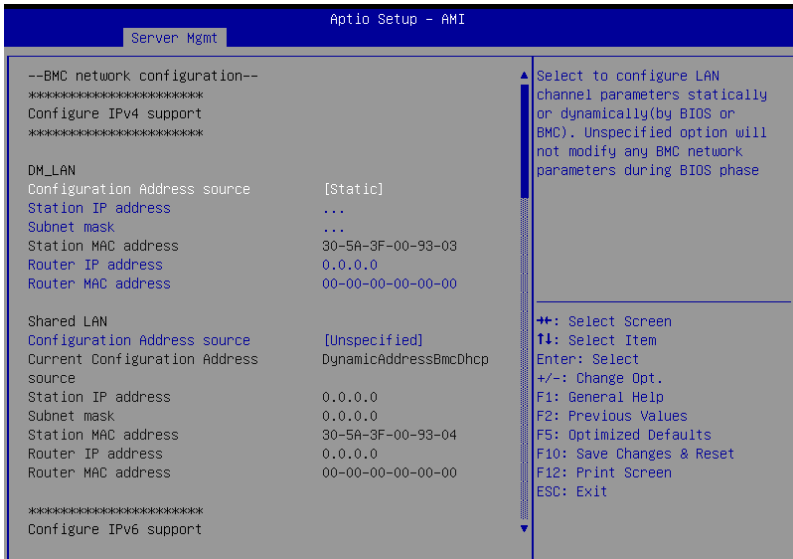 Aptio Setup – AMI
Server Mgmt
--BMC network configuration--
***********************
Configure IPv4 support
***********************
DM_LAN
Configuration Address source [Static]
Station IP address ...
Subnet mask ...
Station MAC address 30-5A-3F-00-93-03
Router IP address 0.0.0.0
Router MAC address 00-00-00-00-00-00
Shared LAN
Configuration Address source [Unspecified]
Current Configuration Address DynamicAddressBmcDhcp
source
Station IP address 0.0.0.0
Subnet mask 0.0.0.0
Station MAC address 30-5A-3F-00-93-04
Router IP address 0.0.0.0
Router MAC address 00-00-00-00-00-00
***********************
Configure IPv6 support
Select to configure LAN
channel parameters statically
or dynamically(by BIOS or
BMC). Unspecified option will
not modify any BMC network
parameters during BIOS phase
→←: Select Screen
↑↓: Select Item
Enter: Select
+/-: Change Opt.
F1: General Help
F2: Previous Values
F5: Optimized Defaults
F10: Save Changes & Reset
F12: Print Screen
ESC: Exit